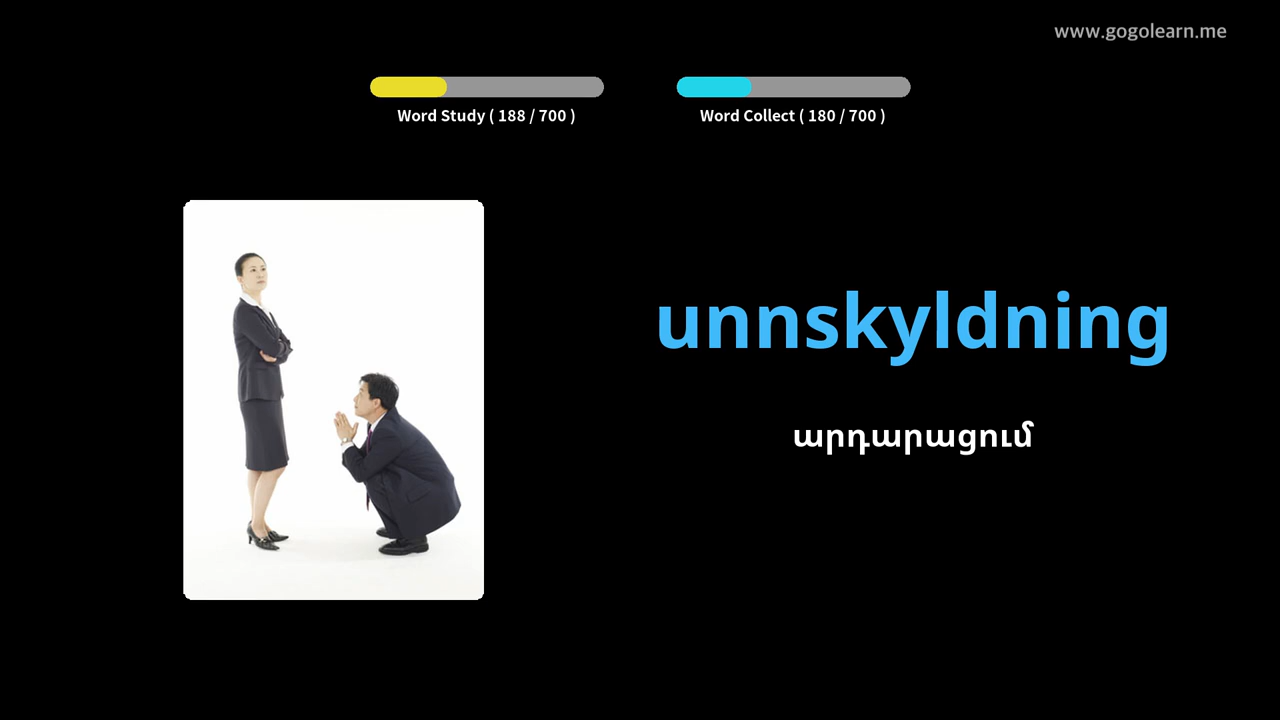 www.gogolearn.me
Word Study ( 188 / 700 )
Word Collect ( 180 / 700 )
unnskyldning
արդարացում